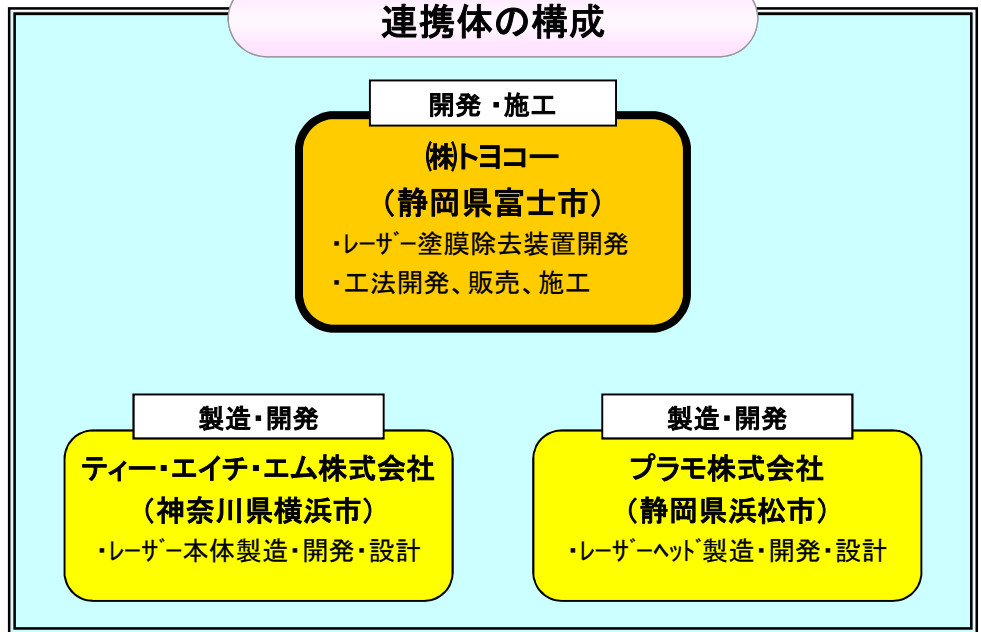 連携体の構成
開発・施工
㈱トヨコー
(静岡県富士市)
・ﾚｰｻﾞｰ塗膜除去装置開発
・工法開発、販売、施工
製造・開発
ティー・エイチ・エム株式会社
(神奈川県横浜市)
・ﾚｰｻﾞｰ本体製造・開発・設計
製造・開発
プラモ株式会社
(静岡県浜松市)
・ﾚｰｻﾞｰﾍｯﾄﾞ製造・開発・設計